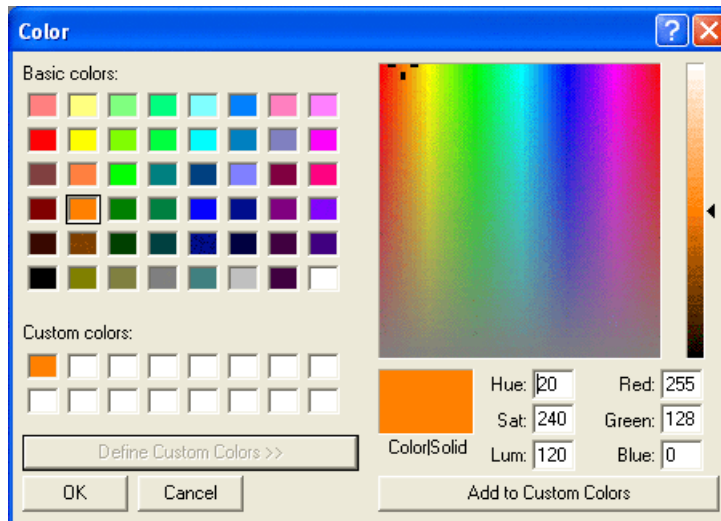 Color
Basic colors:
Custom colors:
Define Custom Colors >>
OK Cancel
Color|Solid
Hue: 20 Red: 255
Sat: 240 Green: 128
Lum: 120 Blue: 0
Add to Custom Colors